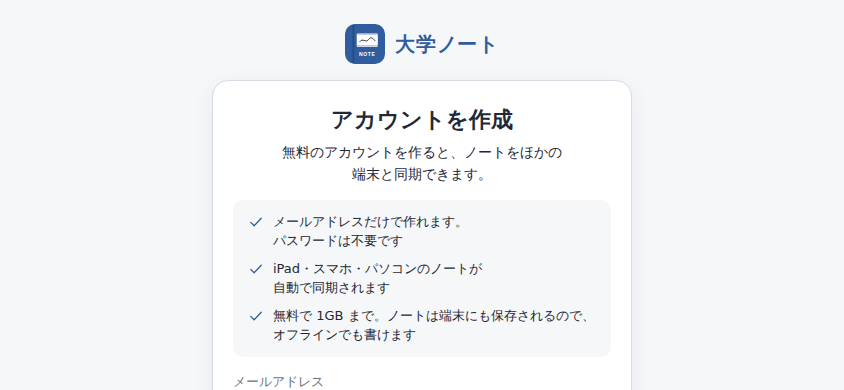 NOTE
大学ノート
アカウントを作成
無料のアカウントを作ると、ノートをほかの
端末と同期できます。
メールアドレスだけで作れます。
パスワードは不要です
iPad・スマホ・パソコンのノートが
自動で同期されます
無料で 1GB まで。ノートは端末にも保存されるので、
オフラインでも書けます
メールアドレス